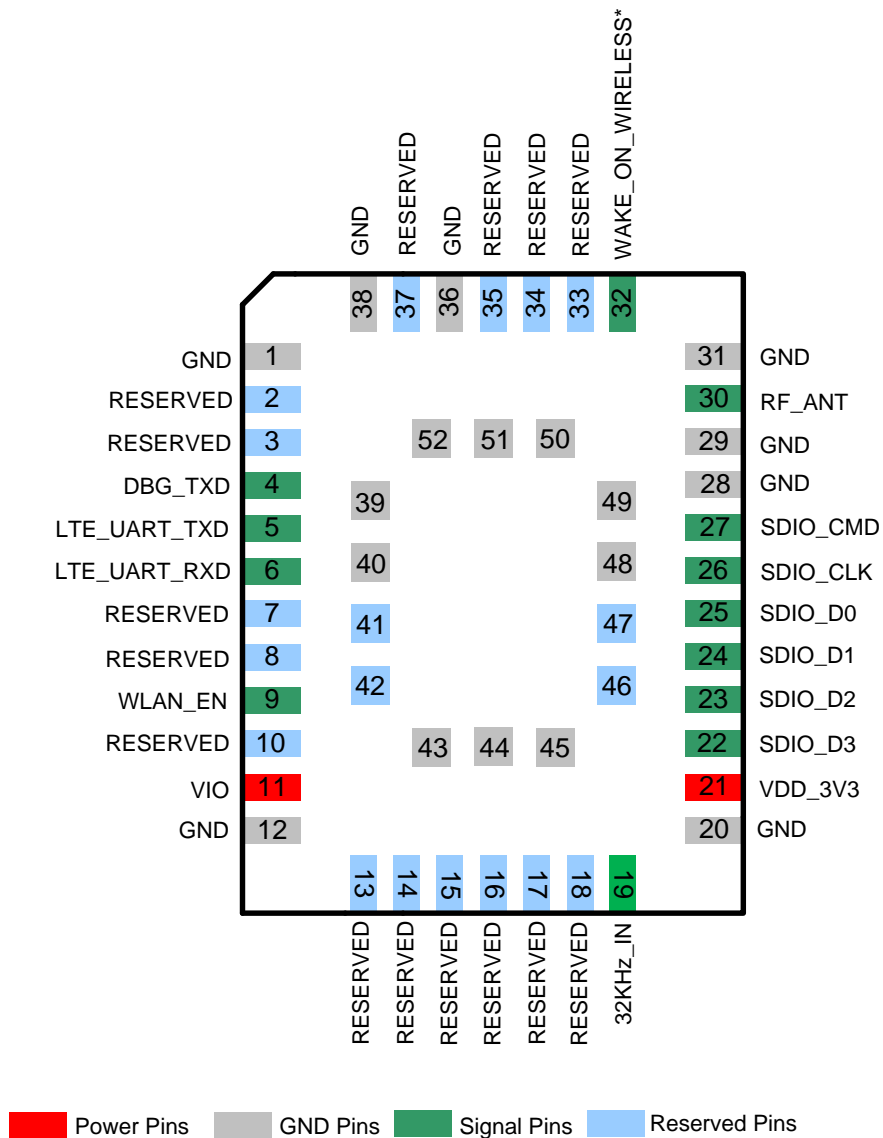 WAKE_ON_WIRELESS*
RESERVED
RESERVED
RESERVED
GND
RESERVED
GND
32
33
34
35
36
37
38
GND 1
RESERVED 2
RESERVED 3
DBG_TXD 4
LTE_UART_TXD 5
LTE_UART_RXD 6
RESERVED 7
RESERVED 8
WLAN_EN 9
RESERVED 10
VIO 11
GND 12
52 51 50
39 49
40 48
41 47
42 46
43 44 45
31 GND
30 RF_ANT
29 GND
28 GND
27 SDIO_CMD
26 SDIO_CLK
25 SDIO_D0
24 SDIO_D1
23 SDIO_D2
22 SDIO_D3
21 VDD_3V3
20 GND
13
14
15
16
17
18
19
RESERVED
RESERVED
RESERVED
RESERVED
RESERVED
RESERVED
32KHz_IN
Power Pins GND Pins Signal Pins Reserved Pins